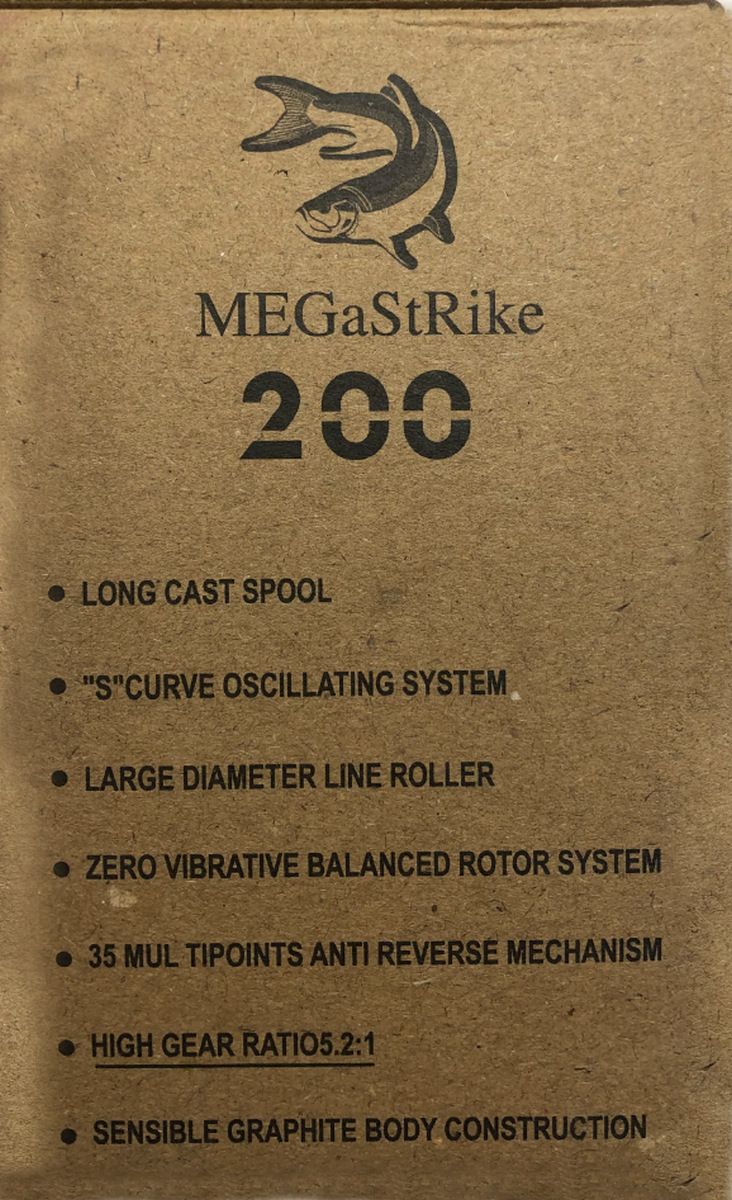 MEGaStRike
200
● LONG CAST SPOOL
● "S"CURVE OSCILLATING SYSTEM
● LARGE DIAMETER LINE ROLLER
● ZERO VIBRATIVE BALANCED ROTOR SYSTEM
● 35 MUL TIPOINTS ANTI REVERSE MECHANISM
● HIGH GEAR RATIO5.2:1
● SENSIBLE GRAPHITE BODY CONSTRUCTION